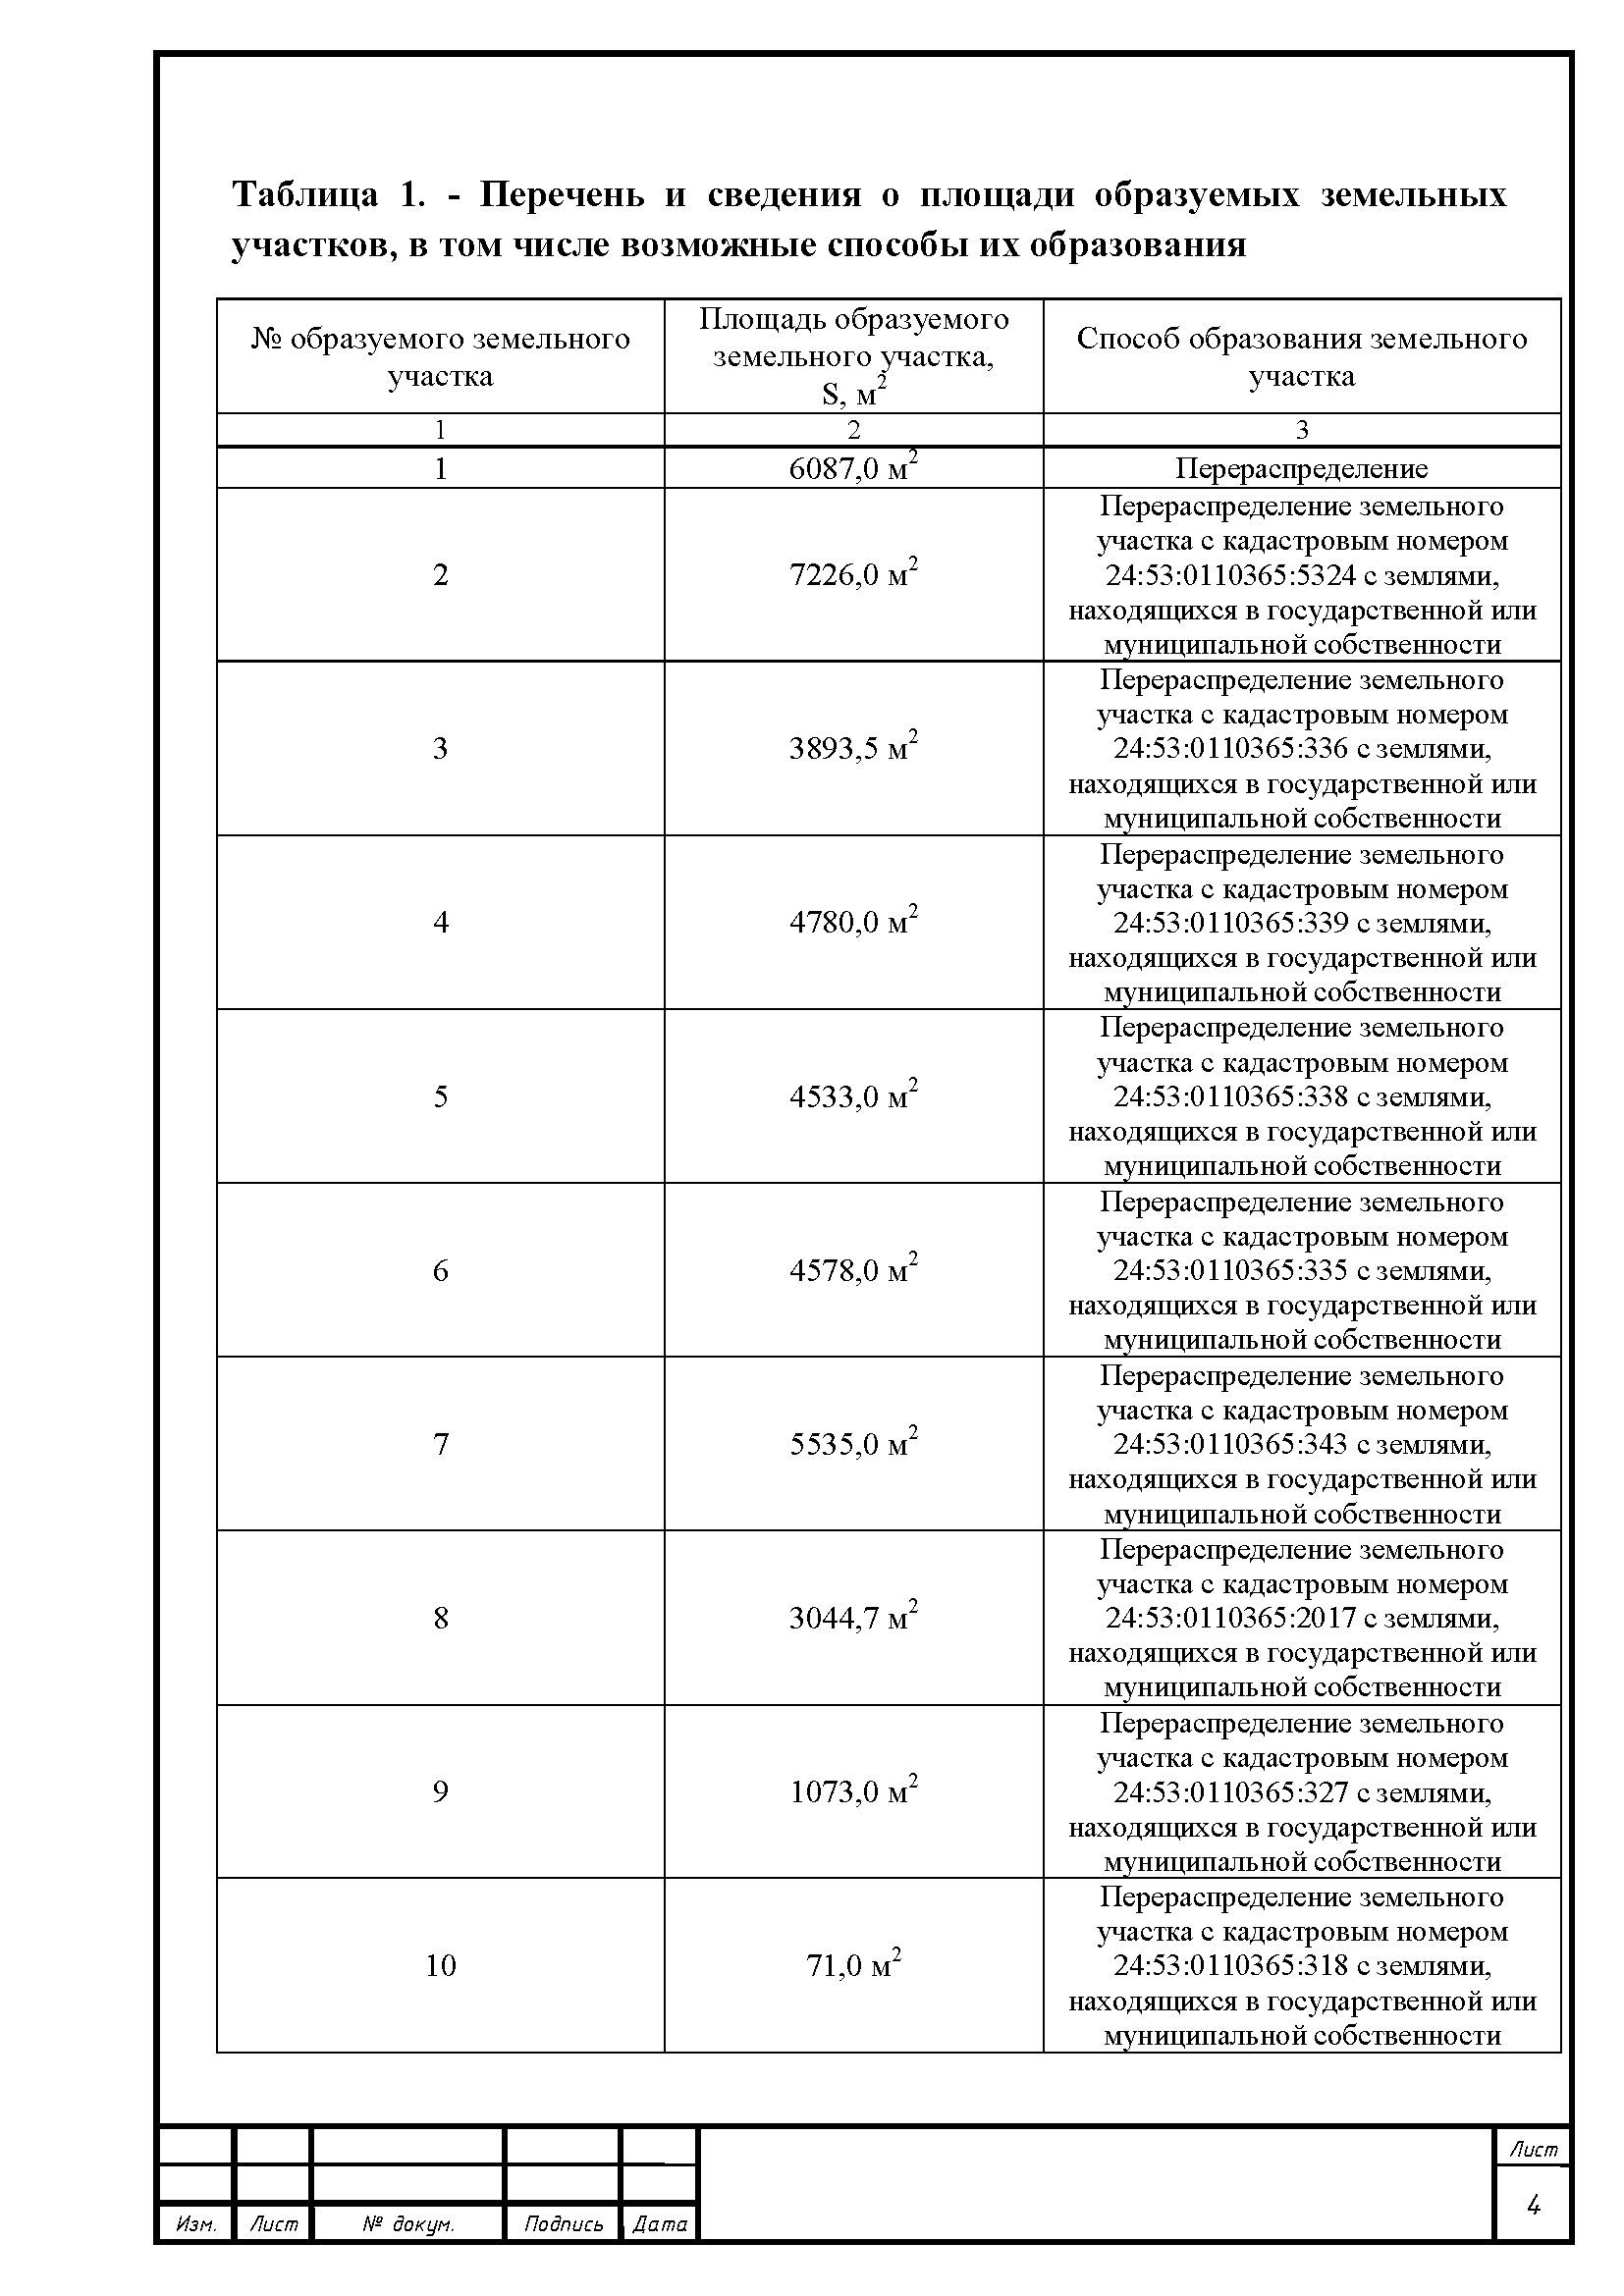 Таблица 1. - Перечень и сведения о площади образуемых земельных
участков, в том числе возможные способы их образования
№ образуемого земельного
участка
Площадь образуемого
земельного участка,
S, м²
Способ образования земельного
участка
1
2
3
1
6087,0 м²
Перераспределение
2
7226,0 м²
Перераспределение земельного
участка с кадастровым номером
24:53:0110365:5324 с землями,
находящихся в государственной или
муниципальной собственности
3
3893,5 м²
Перераспределение земельного
участка с кадастровым номером
24:53:0110365:336 с землями,
находящихся в государственной или
муниципальной собственности
4
4780,0 м²
Перераспределение земельного
участка с кадастровым номером
24:53:0110365:339 с землями,
находящихся в государственной или
муниципальной собственности
5
4533,0 м²
Перераспределение земельного
участка с кадастровым номером
24:53:0110365:338 с землями,
находящихся в государственной или
муниципальной собственности
6
4578,0 м²
Перераспределение земельного
участка с кадастровым номером
24:53:0110365:335 с землями,
находящихся в государственной или
муниципальной собственности
7
5535,0 м²
Перераспределение земельного
участка с кадастровым номером
24:53:0110365:343 с землями,
находящихся в государственной или
муниципальной собственности
8
3044,7 м²
Перераспределение земельного
участка с кадастровым номером
24:53:0110365:2017 с землями,
находящихся в государственной или
муниципальной собственности
9
1073,0 м²
Перераспределение земельного
участка с кадастровым номером
24:53:0110365:327 с землями,
находящихся в государственной или
муниципальной собственности
10
71,0 м²
Перераспределение земельного
участка с кадастровым номером
24:53:0110365:318 с землями,
находящихся в государственной или
муниципальной собственности
Лист
4
Изм.
Лист
№ докум.
Подпись
Дата